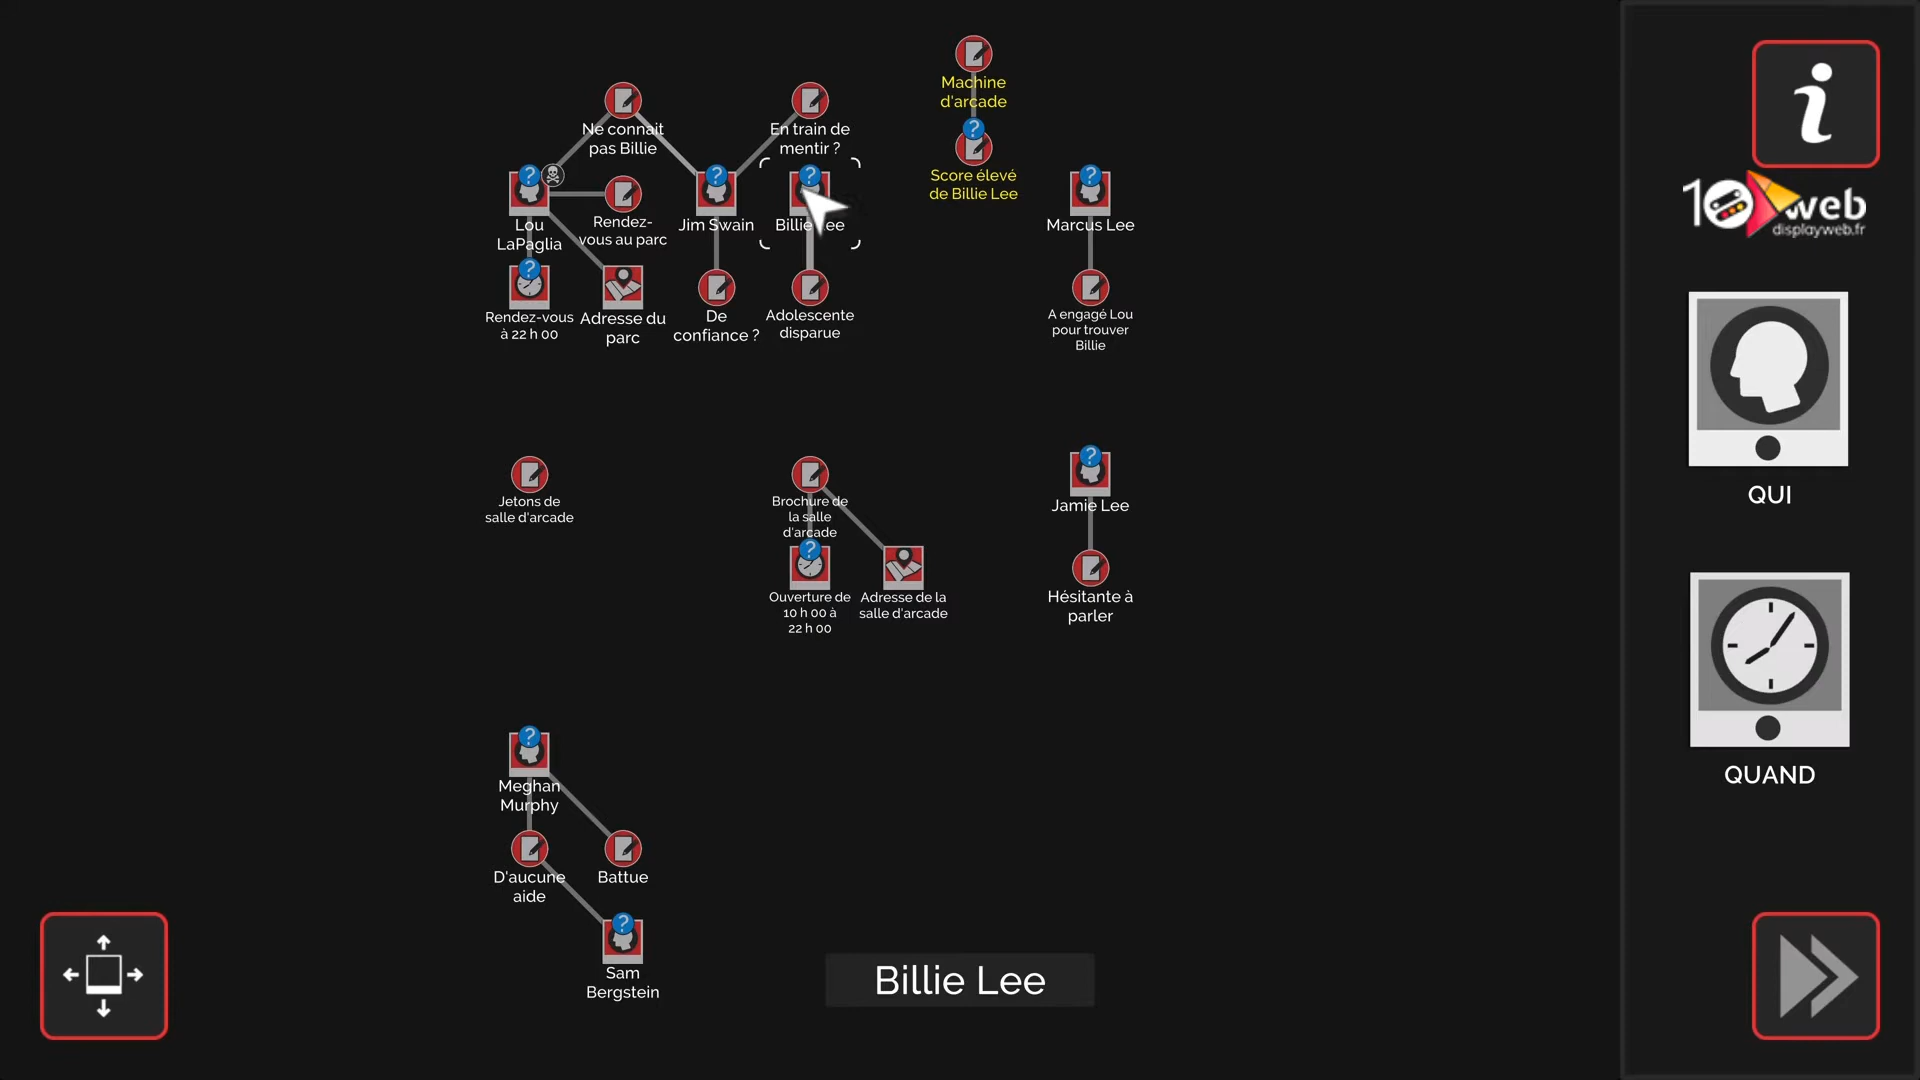 Machine
d'arcade
Ne connait
pas Billie
En train de
mentir ?
Score élevé
de Billie Lee
Lou
LaPaglia
Rendez-
vous au parc
Jim Swain
Billie Lee
Marcus Lee
Rendez-vous
à 22 h 00
Adresse du
parc
De
confiance ?
Adolescente
disparue
A engagé Lou
pour trouver
Billie
Jetons de
salle d'arcade
Brochure de
la salle
d'arcade
Jamie Lee
Ouverture de
10 h 00 à
22 h 00
Adresse de la
salle d'arcade
Hésitante à
parler
Meghan
Murphy
D'aucune
aide
Battue
Sam
Bergstein
Billie Lee
i
10 web
displayweb.fr
QUI
QUAND